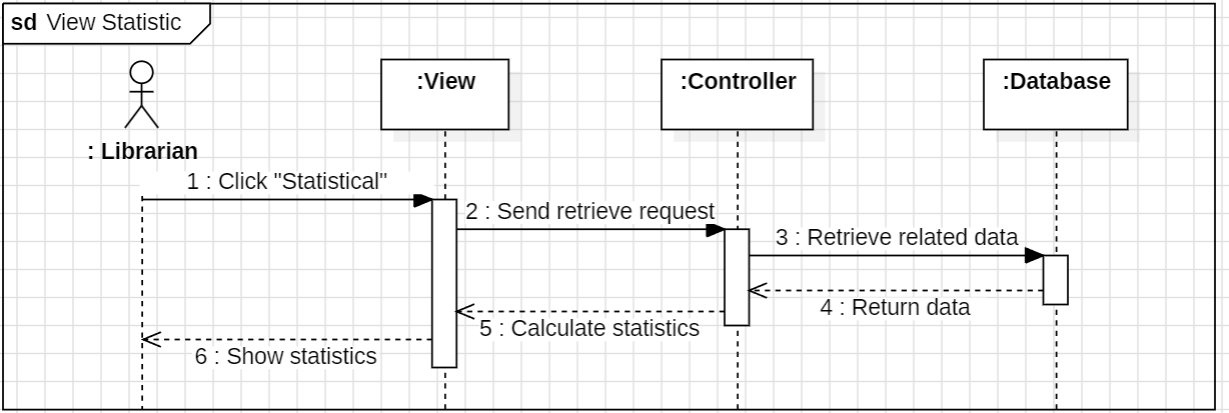 sd View Statistic
:View
:Controller
:Database
: Librarian
1 : Click "Statistical"
2 : Send retrieve request
3 : Retrieve related data
4 : Return data
5 : Calculate statistics
6 : Show statistics